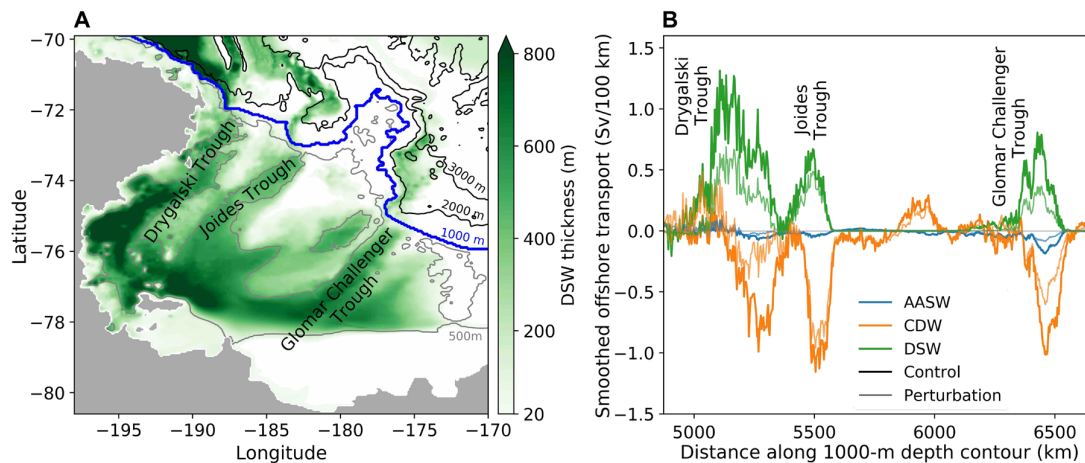 A
−70
−72
−74
−76
−78
−80
Latitude
−195
−190
−185
−180
−175
−170
Longitude
Drygalski Trough
Joides Trough
Glomar Challenger
Trough
3000 m
2000 m
1000 m
500m
800
600
400
200
20
DSW thickness (m)
B
1.5
1.0
0.5
0.0
−0.5
−1.0
−1.5
Smoothed offshore transport (Sv/100 km)
Drygalski
Trough
Joides
Trough
Glomar Challenger
Trough
AASW
CDW
DSW
Control
Perturbation
5000
5500
6000
6500
Distance along 1000-m depth contour (km)